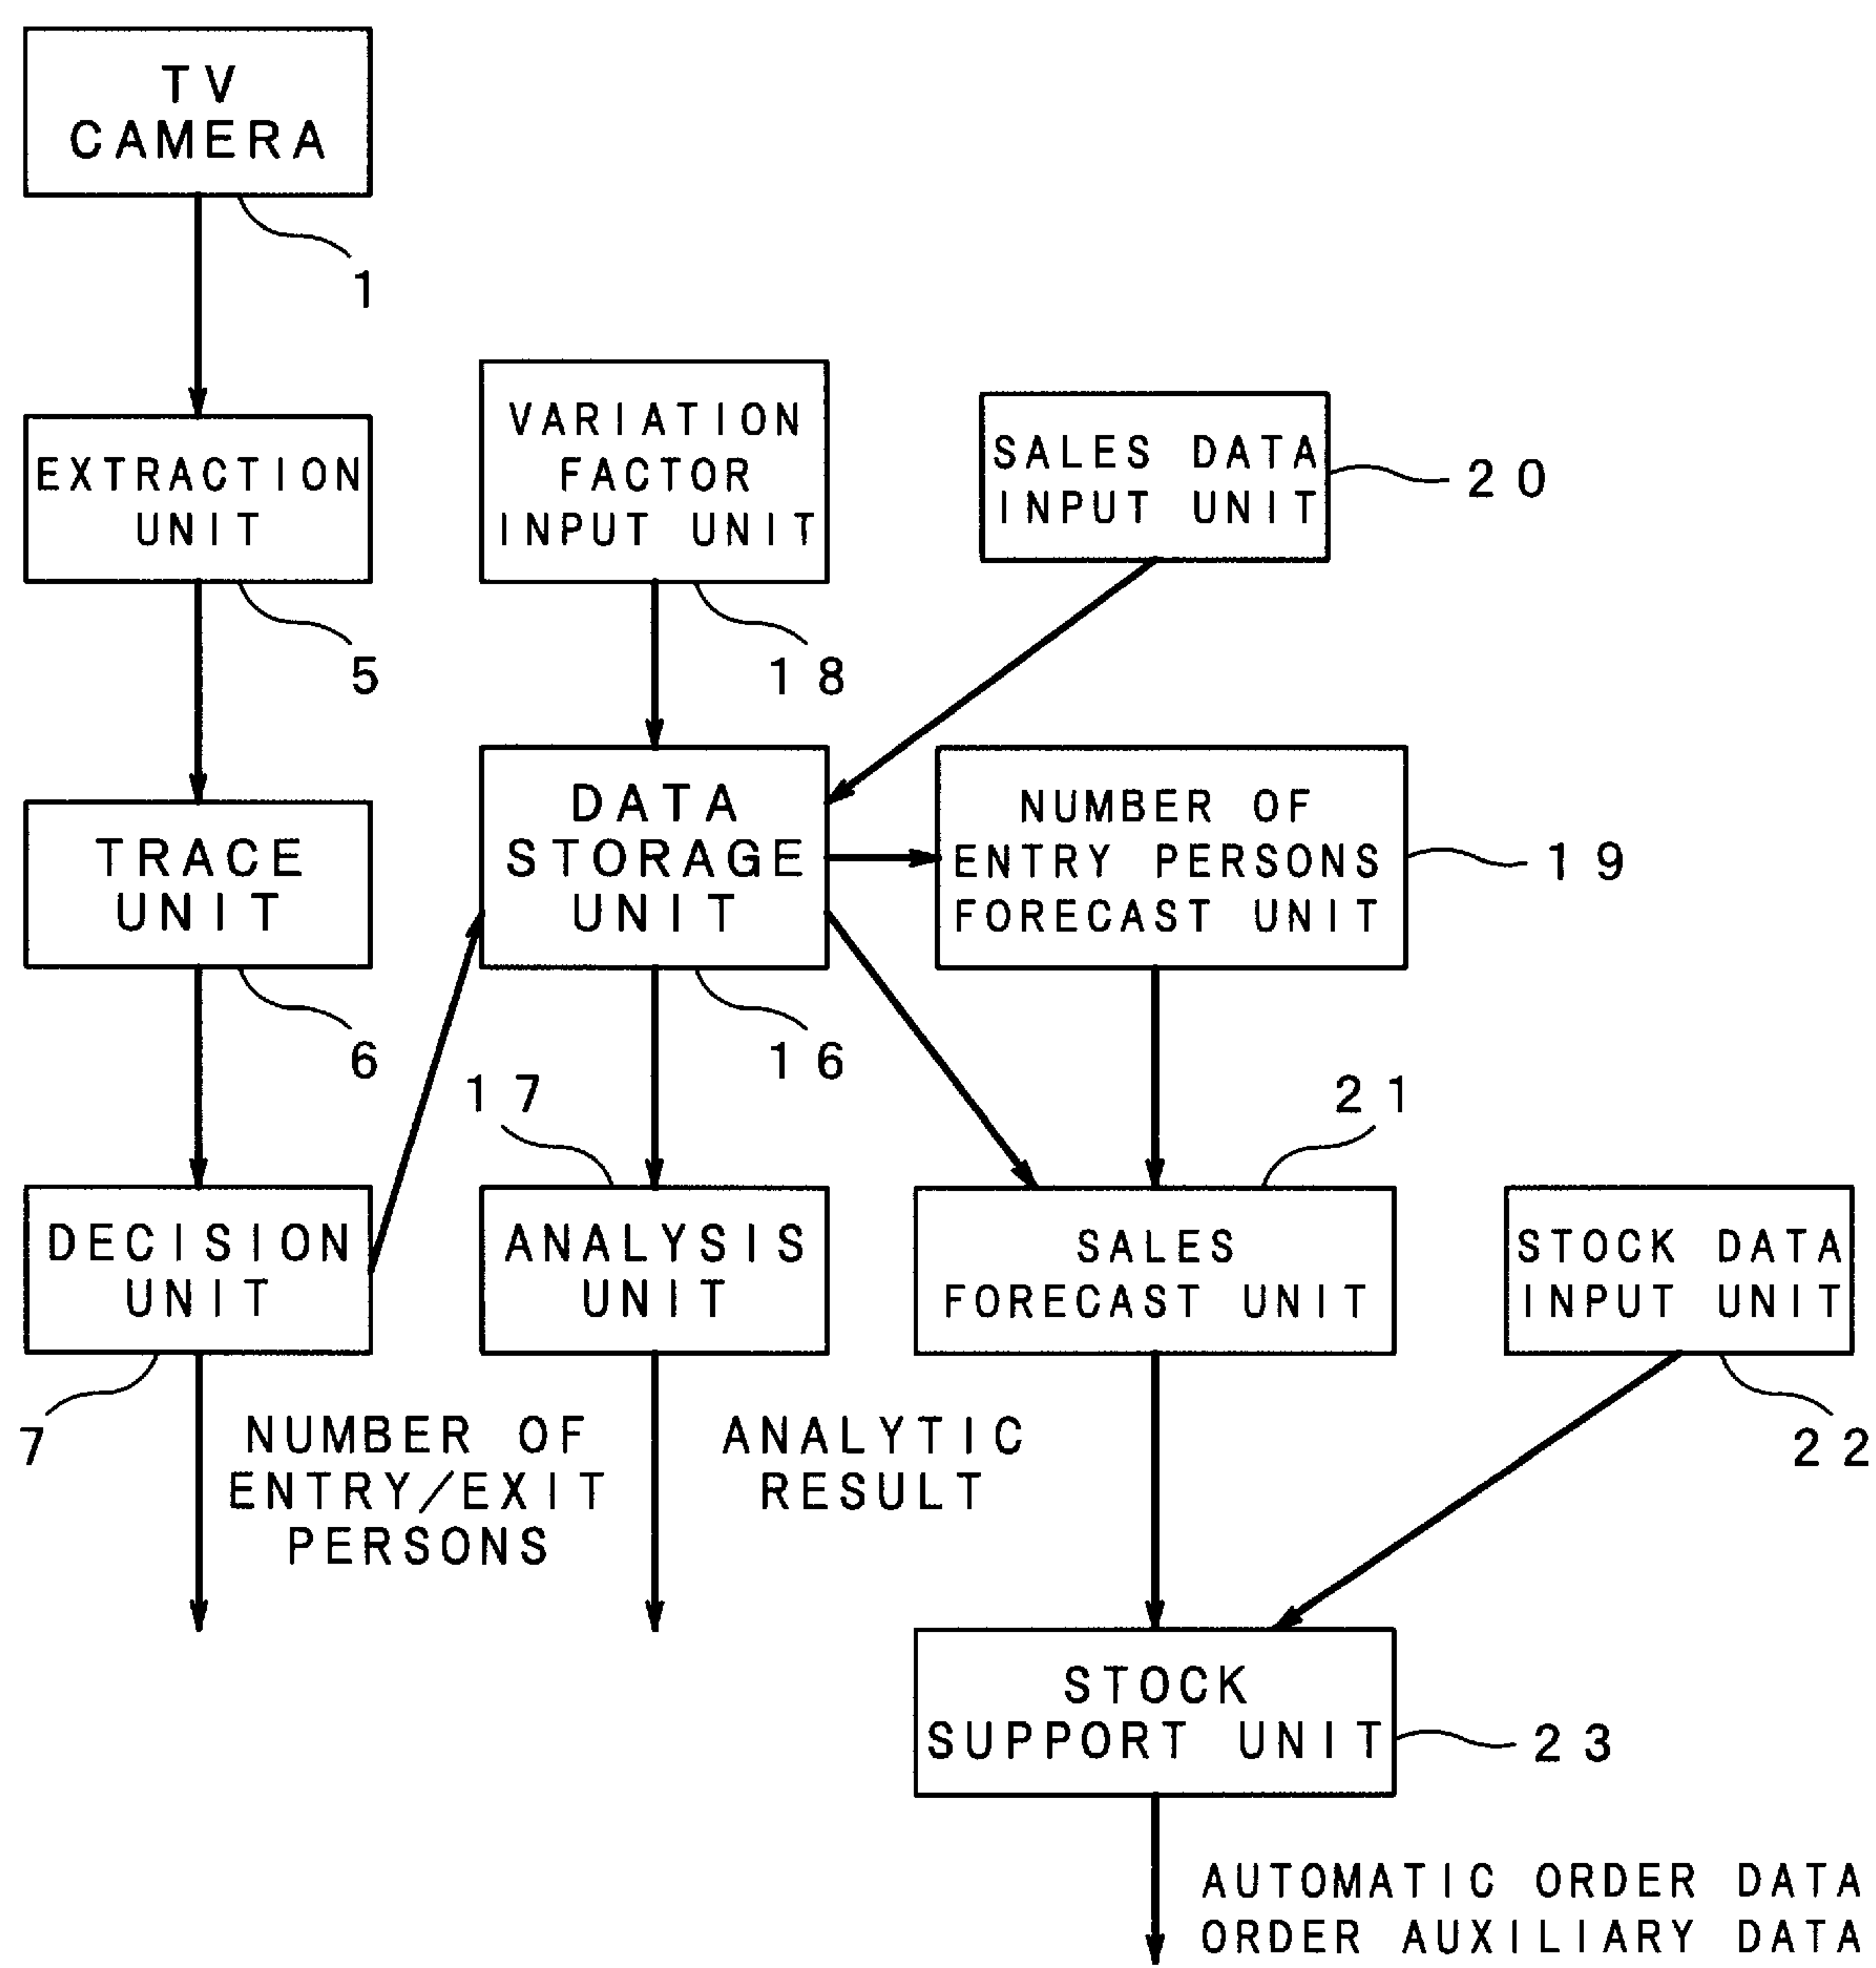 TV
CAMERA
1
EXTRACTION
UNIT
5
VARIATION
FACTOR
INPUT UNIT
18
SALES DATA
INPUT UNIT
20
TRACE
UNIT
6
DATA
STORAGE
UNIT
16
NUMBER OF
ENTRY PERSONS
FORECAST UNIT
19
DECISION
UNIT
7
17
ANALYSIS
UNIT
21
SALES
FORECAST UNIT
STOCK DATA
INPUT UNIT
22
NUMBER OF
ENTRY/EXIT
PERSONS
ANALYTIC
RESULT
STOCK
SUPPORT UNIT
23
AUTOMATIC ORDER DATA
ORDER AUXILIARY DATA